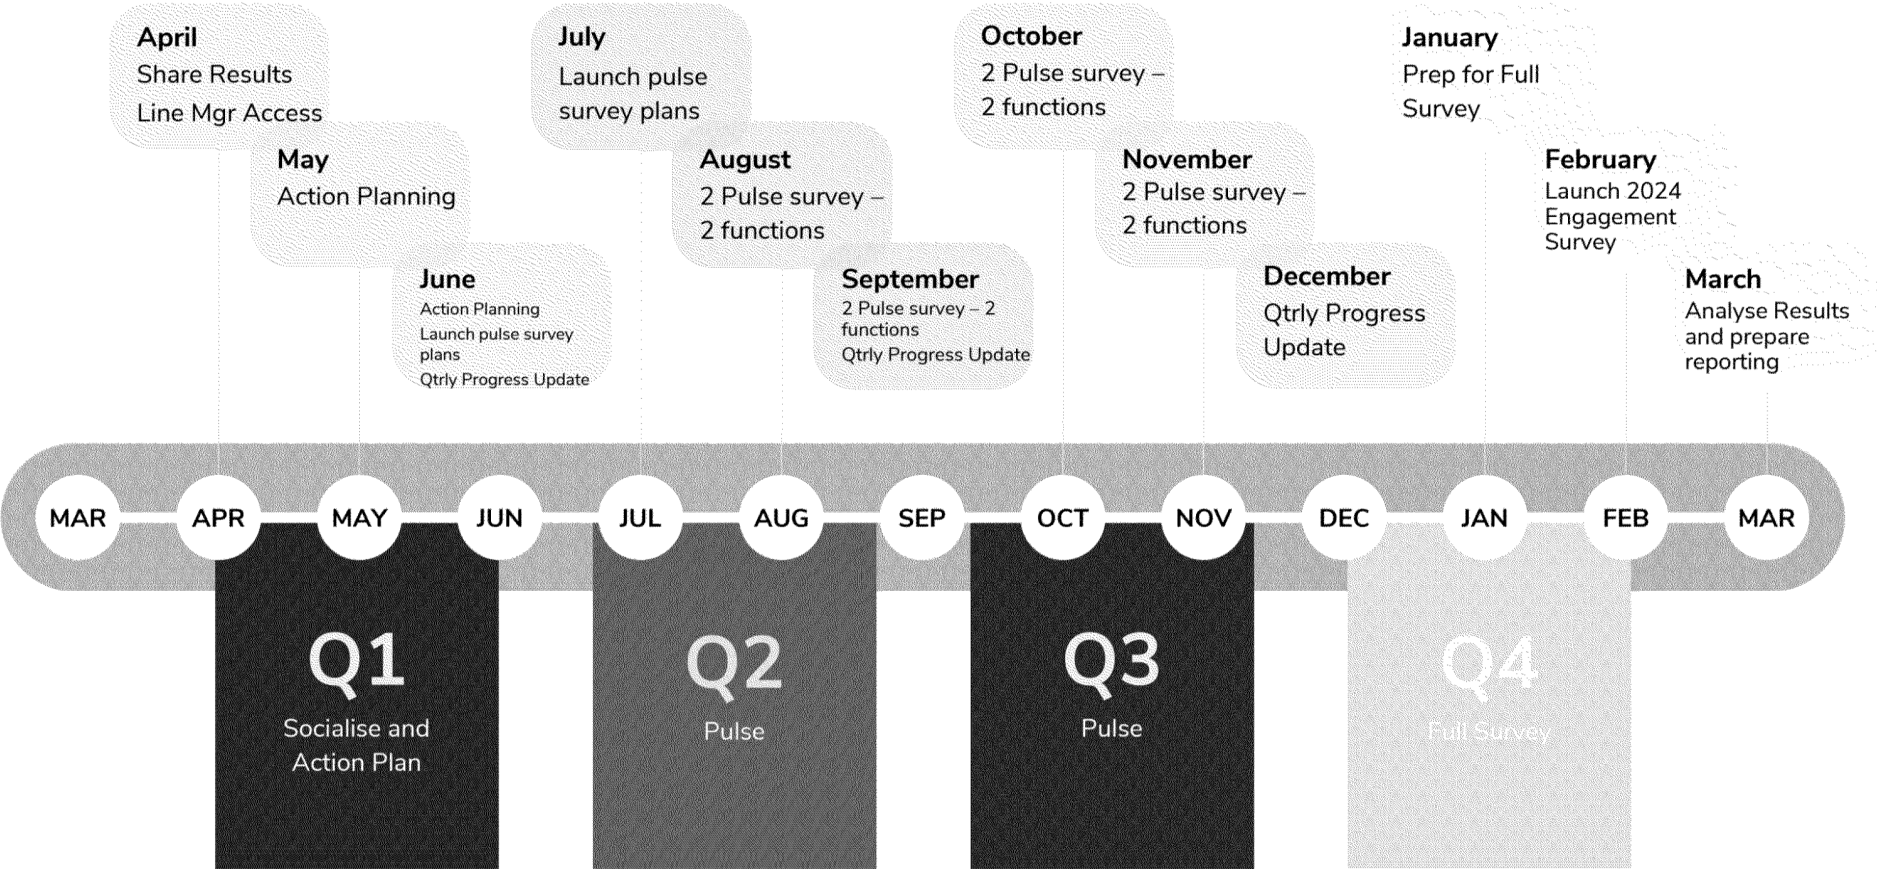 April
Share Results
Line Mgr Access
May
Action Planning
June
Action Planning
Launch pulse survey
plans
Qtrly Progress Update
July
Launch pulse
survey plans
August
2 Pulse survey –
2 functions
September
2 Pulse survey – 2
functions
Qtrly Progress Update
October
2 Pulse survey –
2 functions
November
2 Pulse survey –
2 functions
December
Qtrly Progress
Update
January
Prep for Full
Survey
February
Launch 2024
Engagement
Survey
March
Analyse Results
and prepare
reporting
MAR APR MAY JUN JUL AUG SEP OCT NOV DEC JAN FEB MAR
Q1
Socialise and
Action Plan
Q2
Pulse
Q3
Pulse
Q4
Full Survey